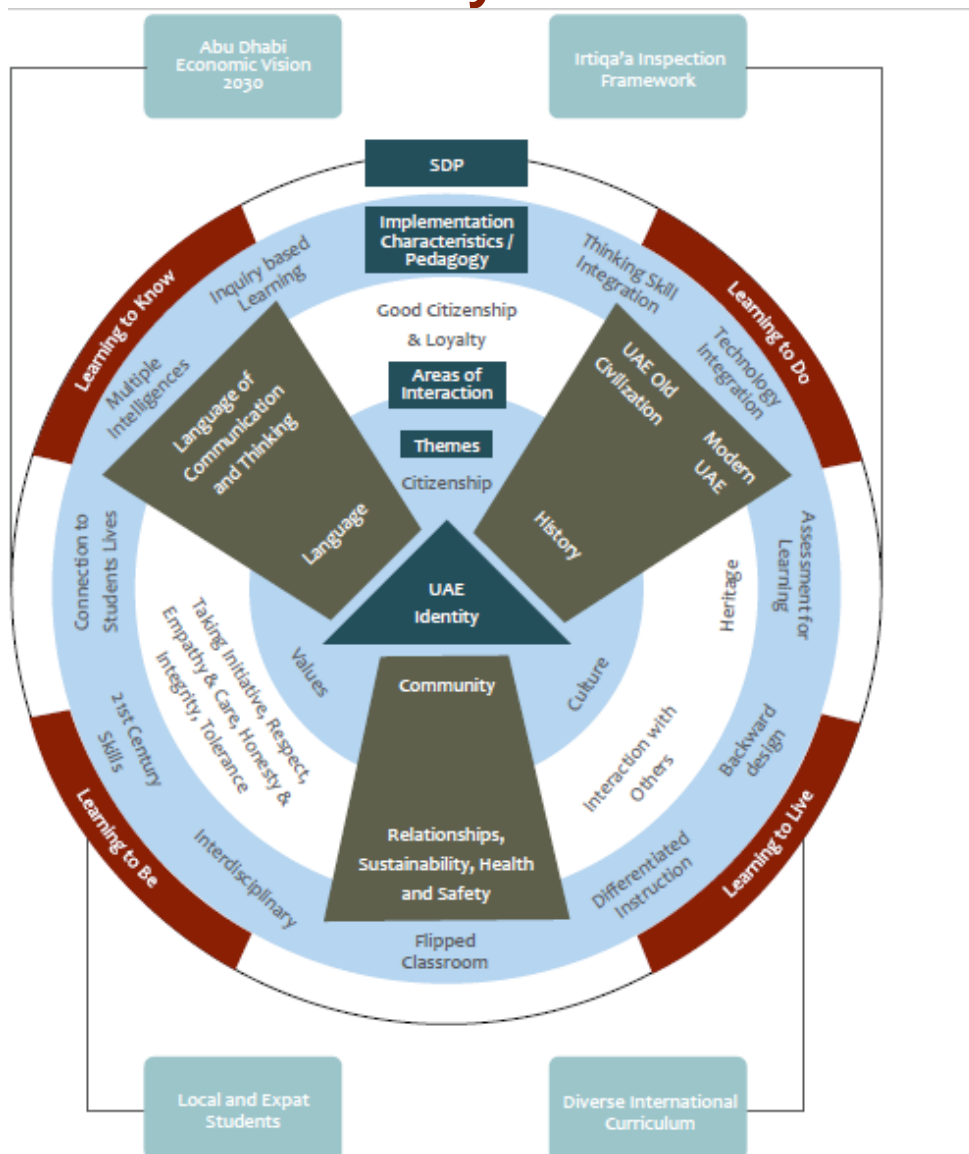 Abu Dhabi
Economic Vision
2030
Irtiqa’a Inspection
Framework
SDP
Implementation
Characteristics /
Pedagogy
Learning to Know
Inquiry based
Learning
Multiple
Intelligences
Thinking Skill
Integration
Technology
Integration
Learning to Do
Good Citizenship
& Loyalty
Areas of
Interaction
Themes
Citizenship
Language of
Communication
and Thinking
Language
UAE Old
Civilization
Modern
UAE
History
UAE
Identity
Connection to
Students Lives
Taking Initiative, Respect,
Empathy & Care, Honesty &
Integrity, Tolerance
Values
Community
Culture
Heritage
Assessment for
Learning
Interaction with
Others
Backward
design
21st Century
Skills
Learning to Be
Interdisciplinary
Relationships,
Sustainability, Health
and Safety
Differentiated
Instruction
Learning to Live
Flipped
Classroom
Local and Expat
Students
Diverse International
Curriculum